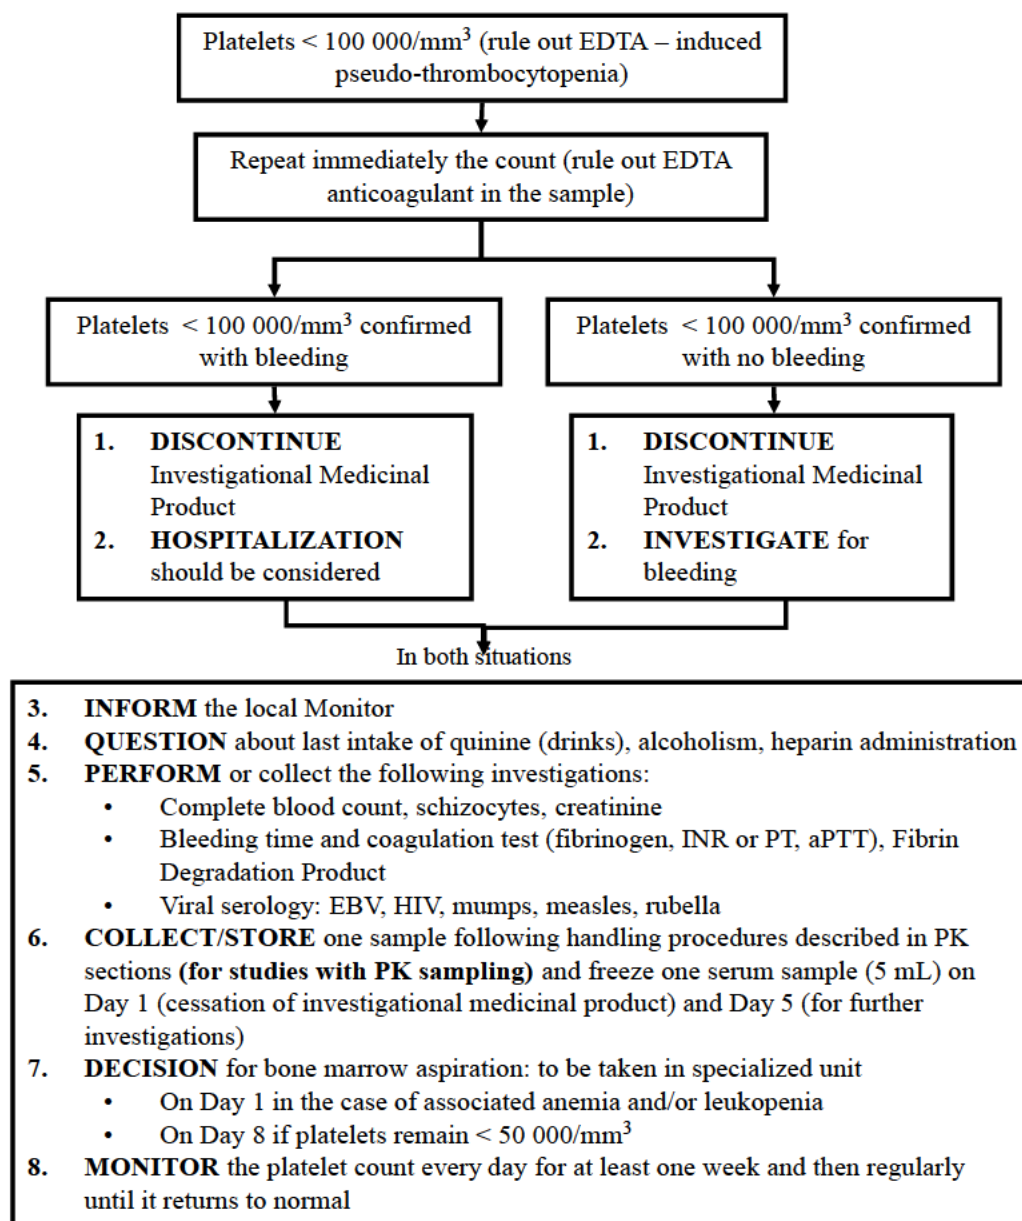 Platelets < 100 000/mm³ (rule out EDTA – induced
pseudo-thrombocytopenia)
Repeat immediately the count (rule out EDTA
anticoagulant in the sample)
Platelets < 100 000/mm³ confirmed
with bleeding
Platelets < 100 000/mm³ confirmed
with no bleeding
1. DISCONTINUE
Investigational Medicinal
Product
2. HOSPITALIZATION
should be considered
1. DISCONTINUE
Investigational Medicinal
Product
2. INVESTIGATE for
bleeding
In both situations
3. INFORM the local Monitor
4. QUESTION about last intake of quinine (drinks), alcoholism, heparin administration
5. PERFORM or collect the following investigations:
• Complete blood count, schizocytes, creatinine
• Bleeding time and coagulation test (fibrinogen, INR or PT, aPTT), Fibrin
Degradation Product
• Viral serology: EBV, HIV, mumps, measles, rubella
6. COLLECT/STORE one sample following handling procedures described in PK
sections (for studies with PK sampling) and freeze one serum sample (5 mL) on
Day 1 (cessation of investigational medicinal product) and Day 5 (for further
investigations)
7. DECISION for bone marrow aspiration: to be taken in specialized unit
• On Day 1 in the case of associated anemia and/or leukopenia
• On Day 8 if platelets remain < 50 000/mm³
8. MONITOR the platelet count every day for at least one week and then regularly
until it returns to normal